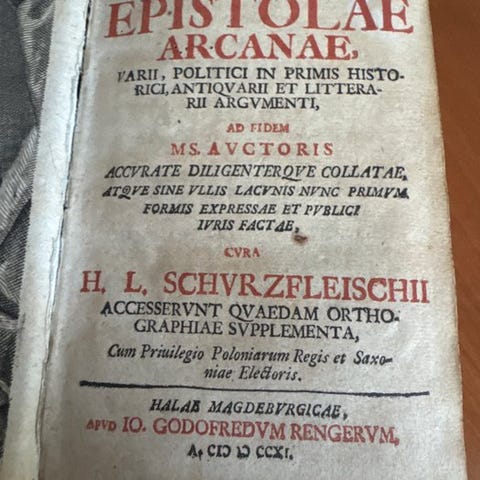 EPISTOLAE
ARCANAE,
VARII, POLITICI IN PRIMIS HISTO-
RICI, ANTIQVARII ET LITTERA-
RII ARGVMENTI,
AD FIDEM
MS. AVCTORIS
ACCVRATE DILIGENTERQVE COLLATAE,
ATQVE SINE VLLIS LACVNIS NVNC PRIMVM
FORMIS EXPRESSAE ET PVBLICI
IVRIS FACTAE,
CVRA
H. L. SCHVRZFLEISCHII
ACCESSERVNT QVAEDAM ORTHO-
GRAPHIAE SVPPLEMENTA,
Cum Priuilegio Poloniarum Regis et Saxo-
niae Electoris.
HALAE MAGDEBVRGICAE,
APVD IO. GODOFREDVM RENGERVM,
A. CIↃ IↃ CCXI.